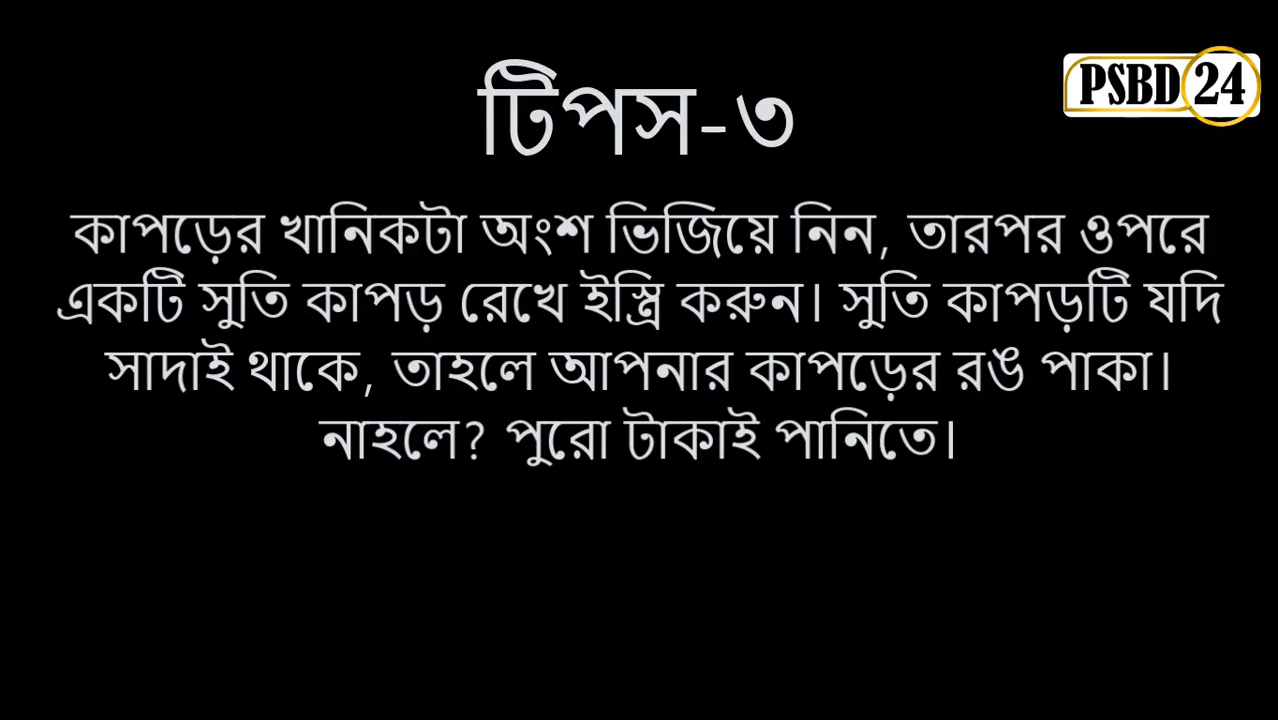 টিপস-৩
PSBD 24
কাপড়ের খানিকটা অংশ ভিজিয়ে নিন, তারপর ওপরে
একটি সুতি কাপড় রেখে ইস্ত্রি করুন। সুতি কাপড়টি যদি
সাদাই থাকে, তাহলে আপনার কাপড়ের রঙ পাকা।
নাহলে? পুরো টাকাই পানিতে।